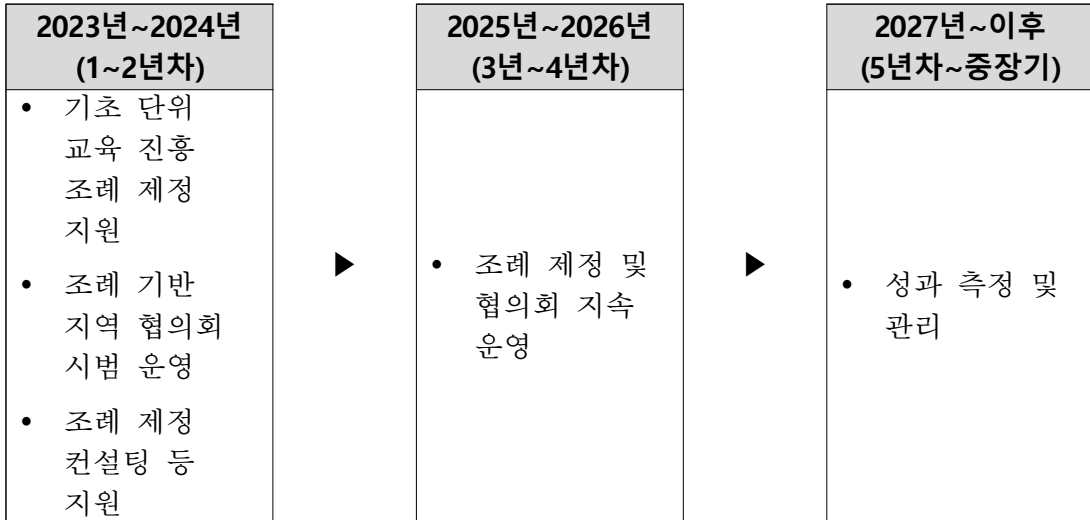 2023년~2024년
(1~2년차)
• 기초 단위
교육 진흥
조례 제정
지원
• 조례 기반
지역 협의회
시범 운영
• 조례 제정
컨설팅 등
지원
▶
2025년~2026년
(3년~4년차)
• 조례 제정 및
협의회 지속
운영
▶
2027년~이후
(5년차~중장기)
• 성과 측정 및
관리